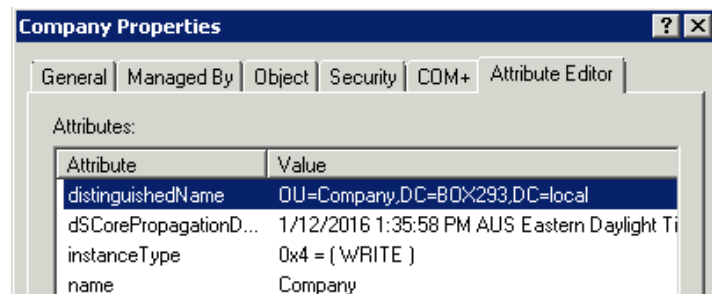 Company Properties ? X
General Managed By Object Security COM+ Attribute Editor
Attributes:
Attribute Value
distinguishedName OU=Company,DC=BOX293,DC=local
dSCorePropagationD... 1/12/2016 1:35:58 PM AUS Eastern Daylight Ti
instanceType 0x4 = ( WRITE )
name Company